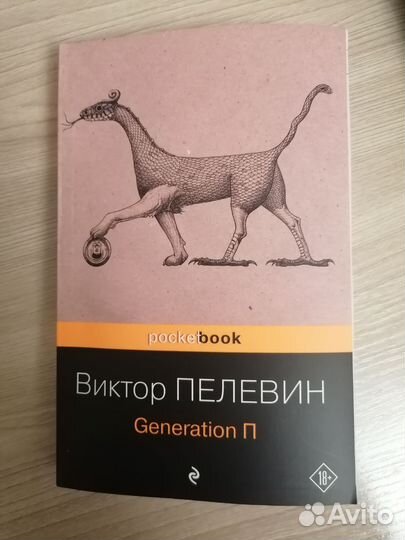 pocketbook
Виктор ПЕЛЕВИН
Generation П
18+
Avito